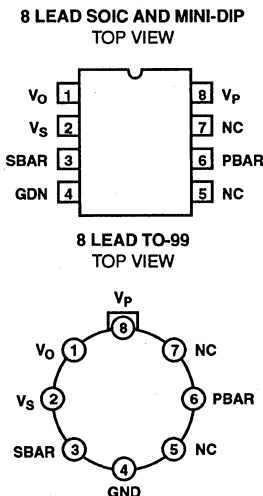 8 LEAD SOIC AND MINI-DIP
TOP VIEW
VO 1 8 VP
VS 2 7 NC
SBAR 3 6 PBAR
GDN 4 5 NC
8 LEAD TO-99
TOP VIEW
VP
8
VO 1 7 NC
VS 2 6 PBAR
SBAR 3 5 NC
4
GND